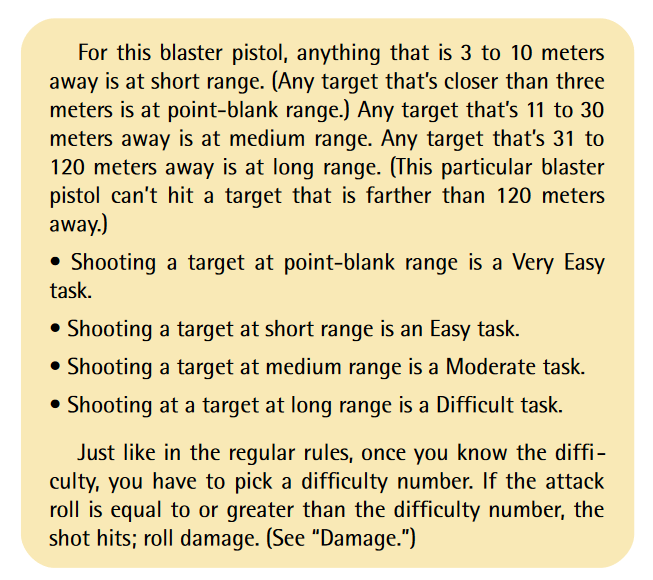 For this blaster pistol, anything that is 3 to 10 meters
away is at short range. (Any target that’s closer than three
meters is at point-blank range.) Any target that’s 11 to 30
meters away is at medium range. Any target that’s 31 to
120 meters away is at long range. (This particular blaster
pistol can’t hit a target that is farther than 120 meters
away.)
• Shooting a target at point-blank range is a Very Easy
task.
• Shooting a target at short range is an Easy task.
• Shooting a target at medium range is a Moderate task.
• Shooting at a target at long range is a Difficult task.
Just like in the regular rules, once you know the diffi-
culty, you have to pick a difficulty number. If the attack
roll is equal to or greater than the difficulty number, the
shot hits; roll damage. (See “Damage.”)